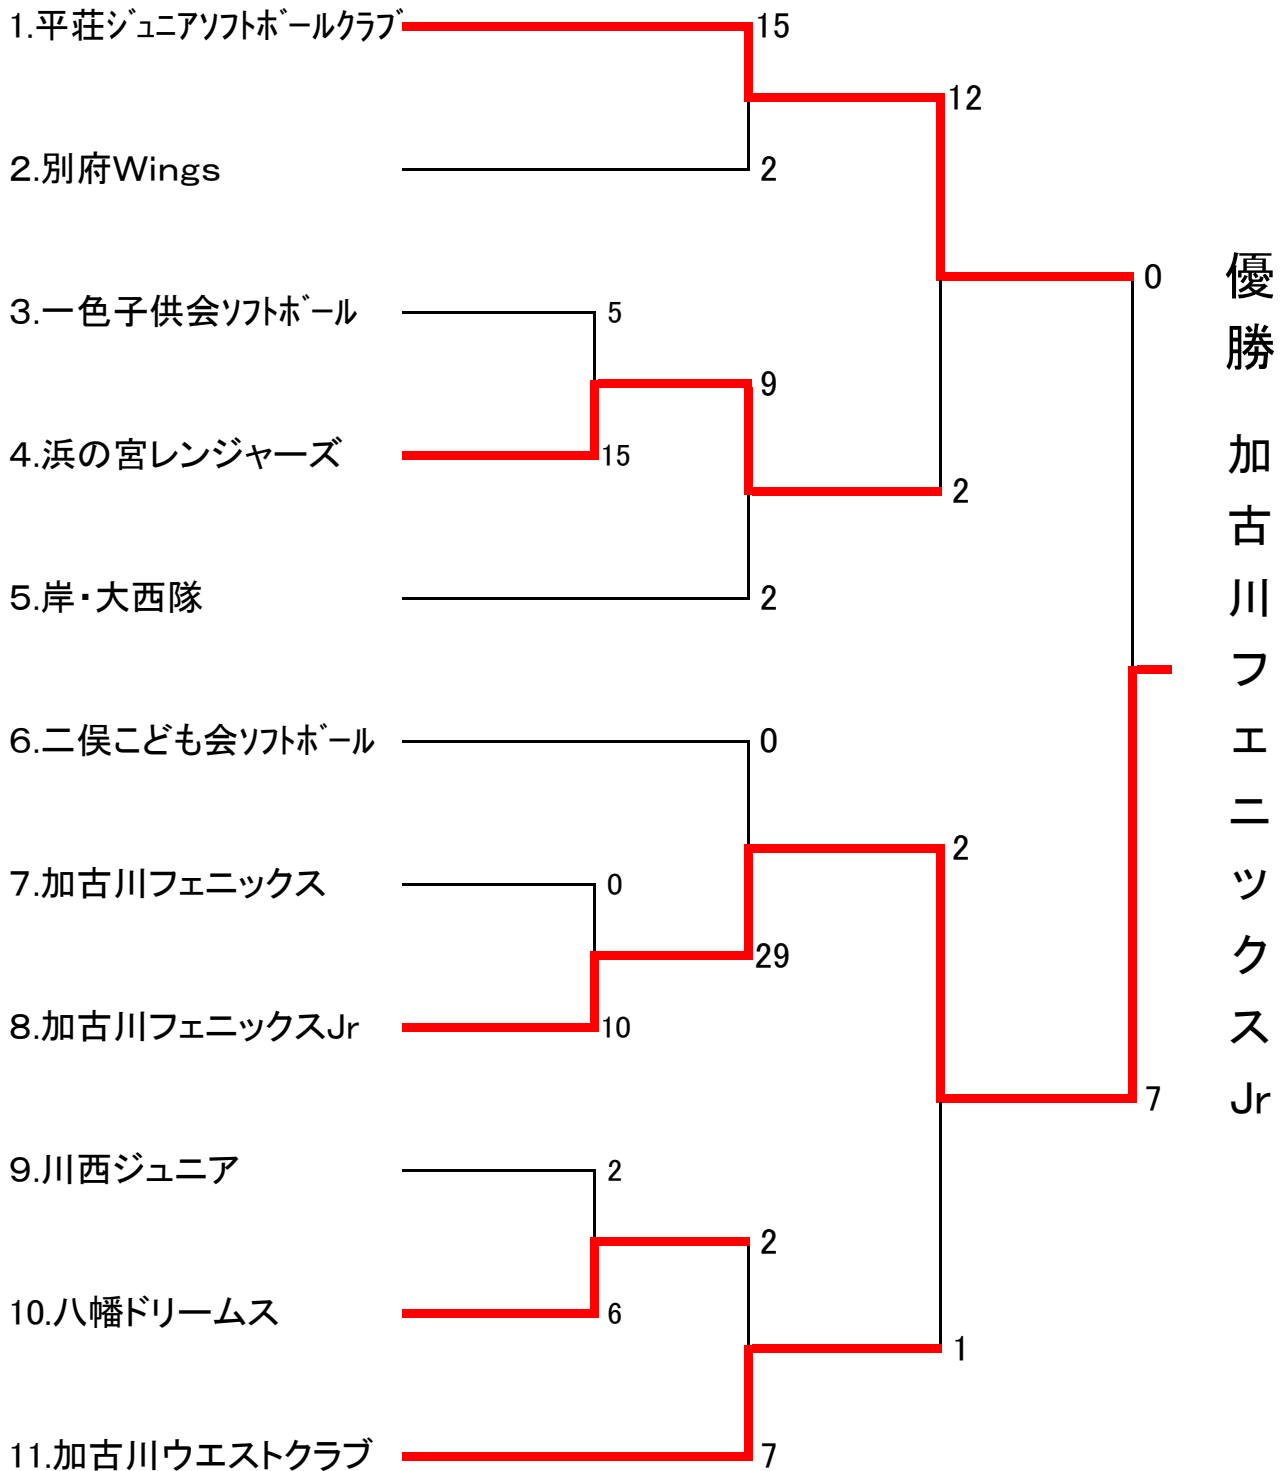 1.平荘ｼﾞｭﾆｱｿﾌﾄﾎﾞｰﾙｸﾗﾌﾞ
15
12
2.別府Wings
2
0
3.一色子供会ｿﾌﾄﾎﾞｰﾙ
5
9
4.浜の宮レンジャーズ
15
2
5.岸・大西隊
2
6.二俣こども会ｿﾌﾄﾎﾞｰﾙ
0
2
7.加古川フェニックス
0
29
8.加古川フェニックスJr
10
7
9.川西ジュニア
2
2
10.八幡ドリームス
6
1
11.加古川ウエストクラブ
7
優勝 加古川フェニックスJr